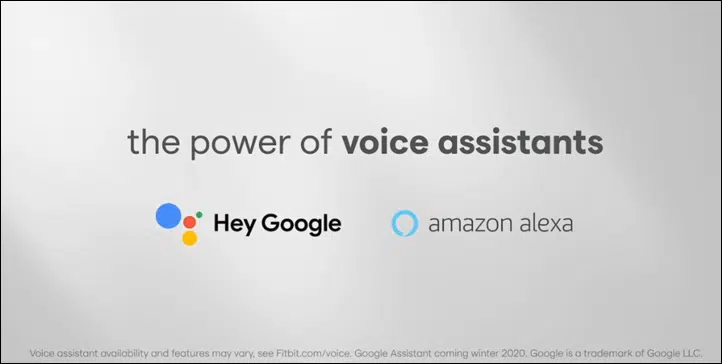 the power of voice assistants
Hey Google
amazon alexa
Voice assistant availability and features may vary, see Fitbit.com/voice. Google Assistant coming winter 2020. Google is a trademark of Google LLC.